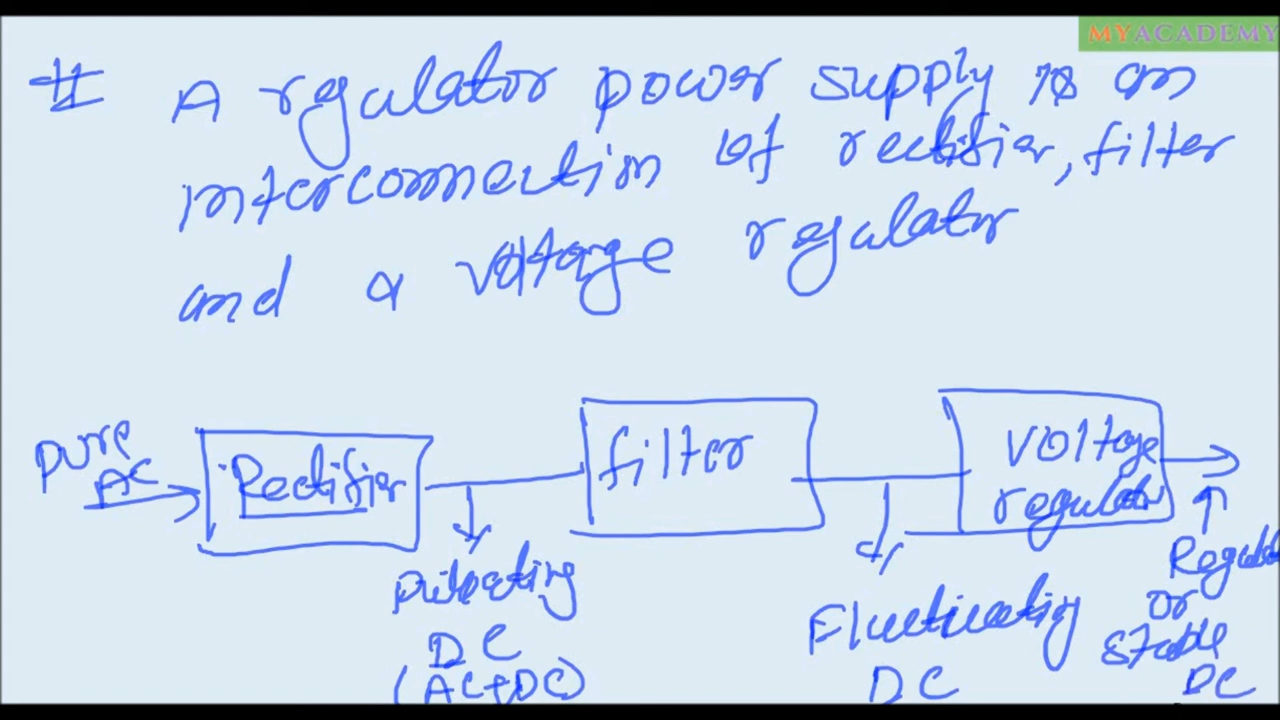 MYACADEMY
# A regulator power supply is an
interconnection of rectifier, filter
and a voltage regulator
pure
AC
Rectifier
filter
voltage
regulator
Pulsating
DC
(AC+DC)
Fluctuating
DC
or
stable
DC